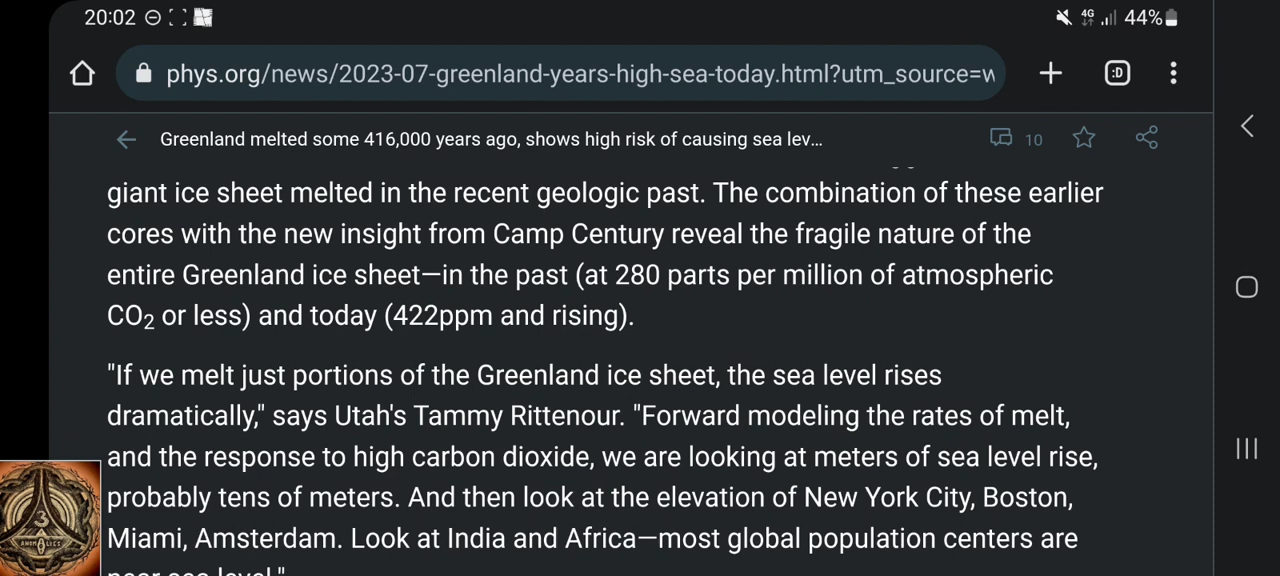 20:02
4G
44%
phys.org/news/2023-07-greenland-years-high-sea-today.html?utm_source=w
:D
Greenland melted some 416,000 years ago, shows high risk of causing sea lev...
10
giant ice sheet melted in the recent geologic past. The combination of these earlier
cores with the new insight from Camp Century reveal the fragile nature of the
entire Greenland ice sheet—in the past (at 280 parts per million of atmospheric
CO2 or less) and today (422ppm and rising).
"If we melt just portions of the Greenland ice sheet, the sea level rises
dramatically," says Utah's Tammy Rittenour. "Forward modeling the rates of melt,
and the response to high carbon dioxide, we are looking at meters of sea level rise,
3
probably tens of meters. And then look at the elevation of New York City, Boston,
Miami, Amsterdam. Look at India and Africa—most global population centers are
near sea level."